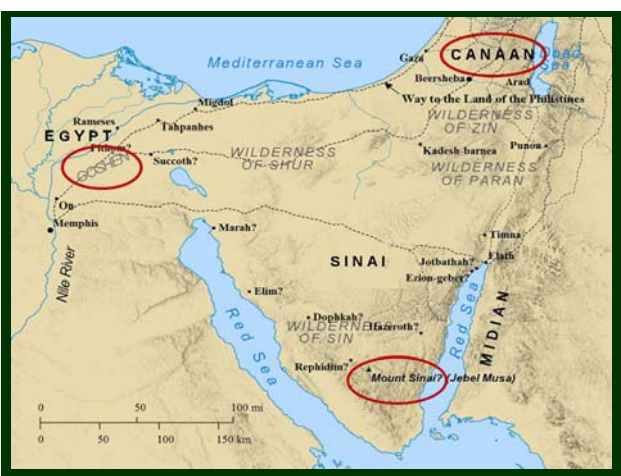 Mediterranean Sea
Gaza
CANAAN
Dead
Sea
Beersheba
Arad
Migdol
Way to the Land of the Philistines
Rameses
Tahpanhes
WILDERNESS
OF ZIN
EGYPT
Pithom?
GOSHEN
Succoth?
WILDERNESS
OF SHUR
Kadesh-barnea
Punon
WILDERNESS
OF PARAN
On
Memphis
Marah?
Timna
SINAI
Jotbathah?
Elath
Ezion-geber?
Nile River
Elim?
Red Sea
Dophkah?
WILDERNESS
OF SIN
Hazeroth?
Red Sea
MIDIAN
Rephidim?
Mount Sinai? (Jebel Musa)
0 50 100 mi
0 50 100 150 km